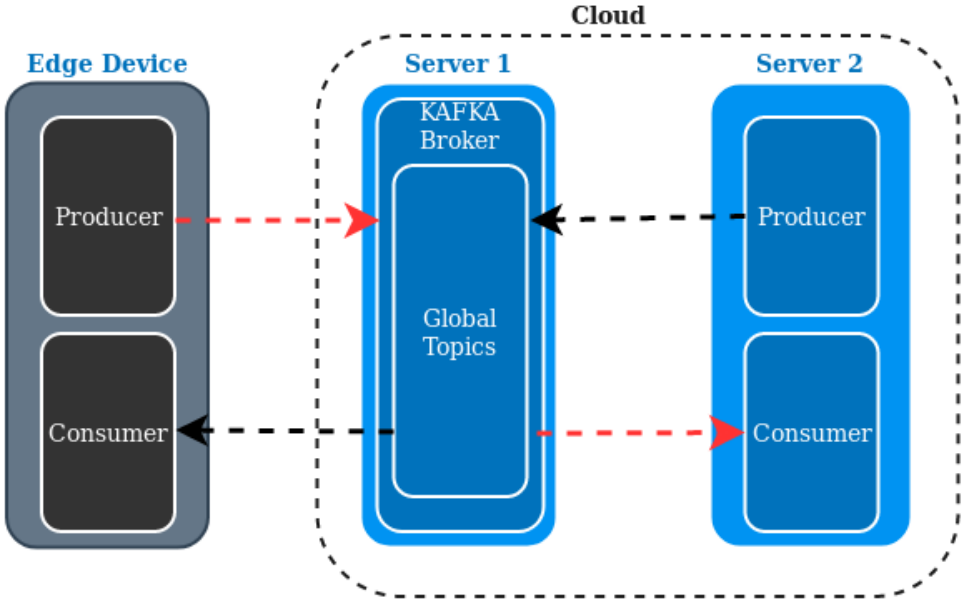 Cloud
Edge Device
Server 1
Server 2
KAFKA
Broker
Producer
Producer
Global
Topics
Consumer
Consumer